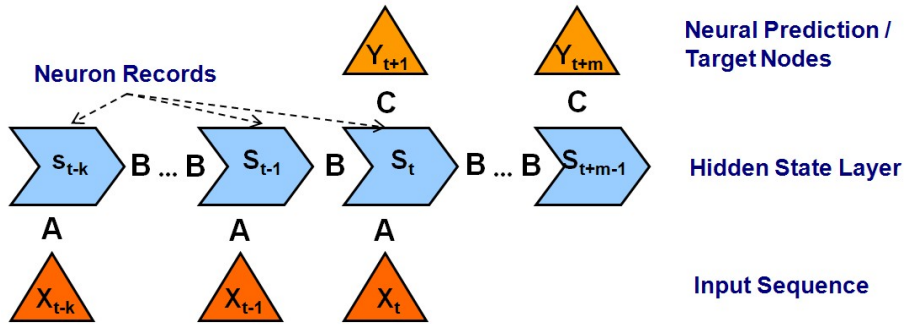 Neural Prediction /
Target Nodes
Y t+1 Y t+m
Neuron Records
C C
s t-k B ... B S t-1 B S t B ... B S t+m-1
Hidden State Layer
A A A
X t-k X t-1 X t
Input Sequence